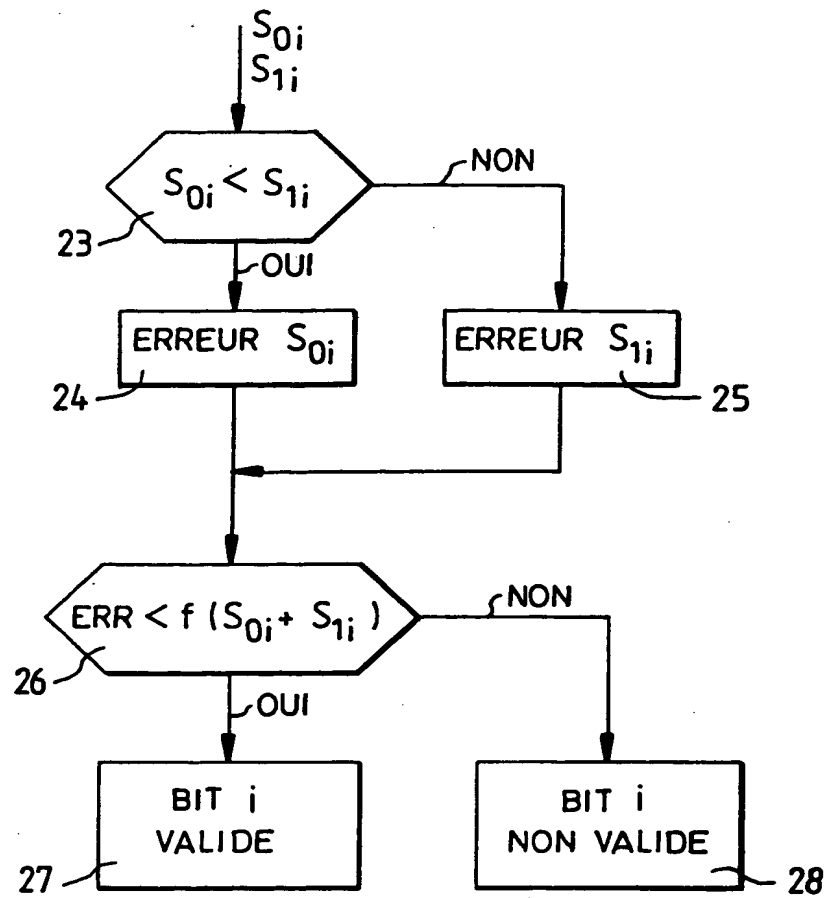 S0i
S1i
S0i < S1i
NON
23
OUI
ERREUR S0i
ERREUR S1i
24
25
ERR < f (S0i + S1i)
NON
26
OUI
BIT i
VALIDE
BIT i
NON VALIDE
27
28